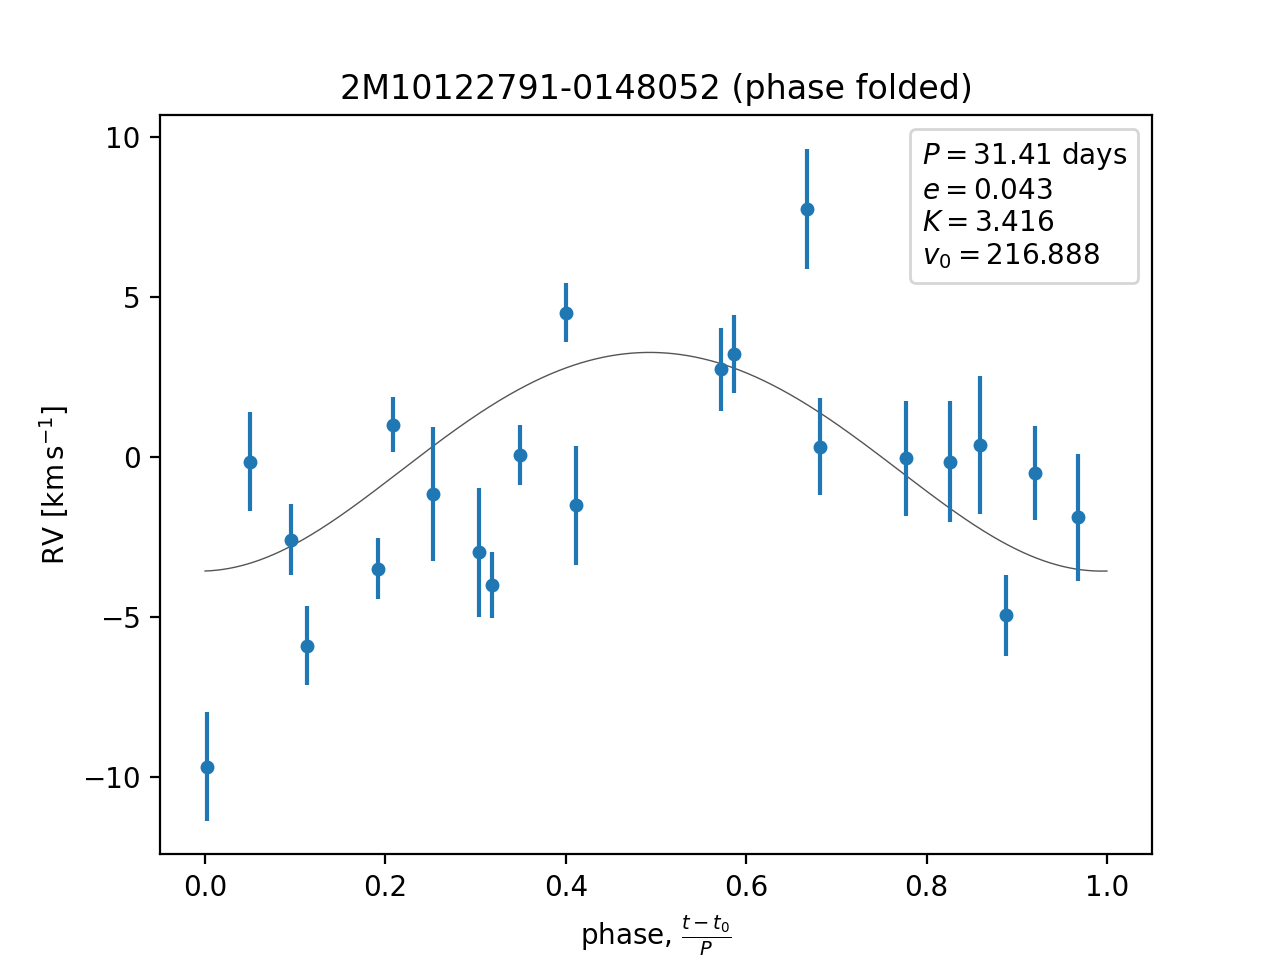 2M10122791-0148052 (phase folded)
P = 31.41 days
e = 0.043
K = 3.416
v₀ = 216.888
10
5
0
−5
−10
RV [km s⁻¹]
0.0 0.2 0.4 0.6 0.8 1.0
phase, (t − t₀)/P